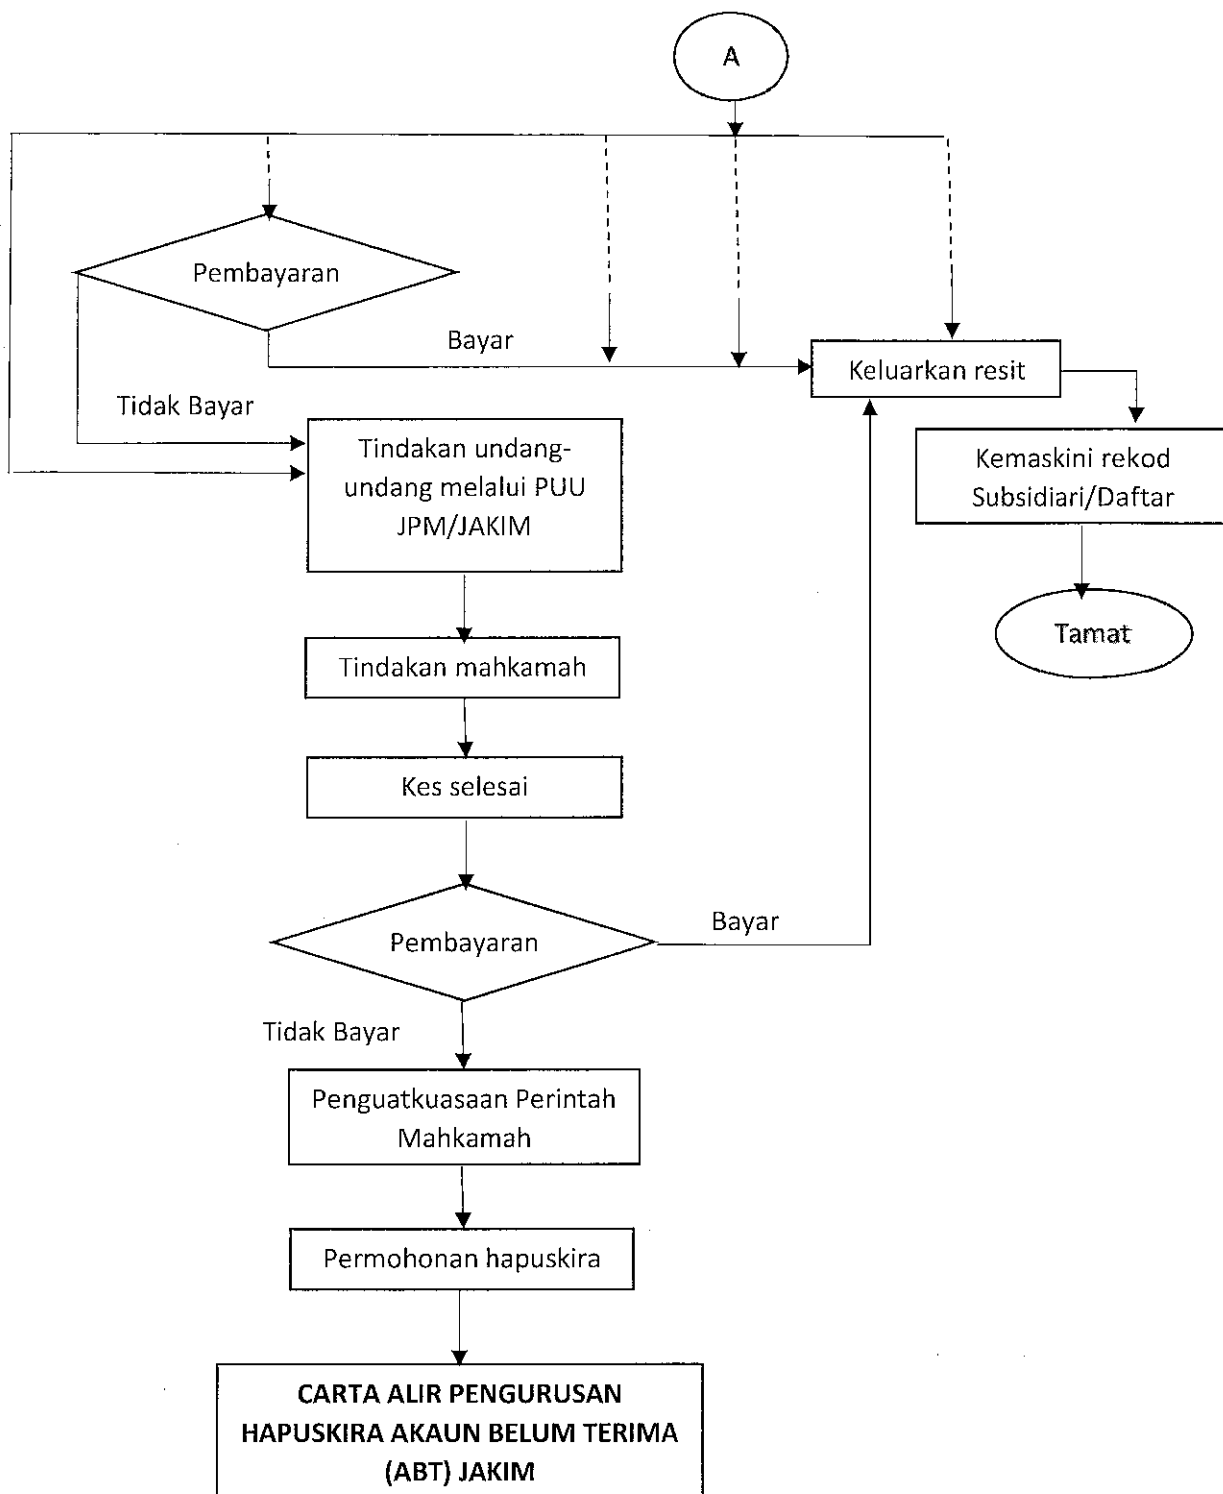 A
Pembayaran
Bayar
Keluarkan resit
Tidak Bayar
Tindakan undang-
undang melalui PUU
JPM/JAKIM
Kemaskini rekod
Subsidiari/Daftar
Tamat
Tindakan mahkamah
Kes selesai
Pembayaran
Bayar
Tidak Bayar
Penguatkuasaan Perintah
Mahkamah
Permohonan hapuskira
CARTA ALIR PENGURUSAN
HAPUSKIRA AKAUN BELUM TERIMA
(ABT) JAKIM